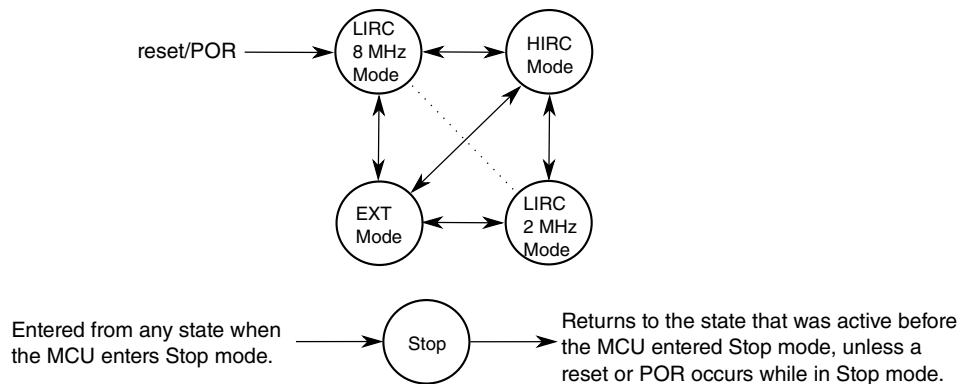 reset/POR
LIRC
8 MHz
Mode
HIRC
Mode
EXT
Mode
LIRC
2 MHz
Mode
Entered from any state when
the MCU enters Stop mode.
Stop
Returns to the state that was active before
the MCU entered Stop mode, unless a
reset or POR occurs while in Stop mode.